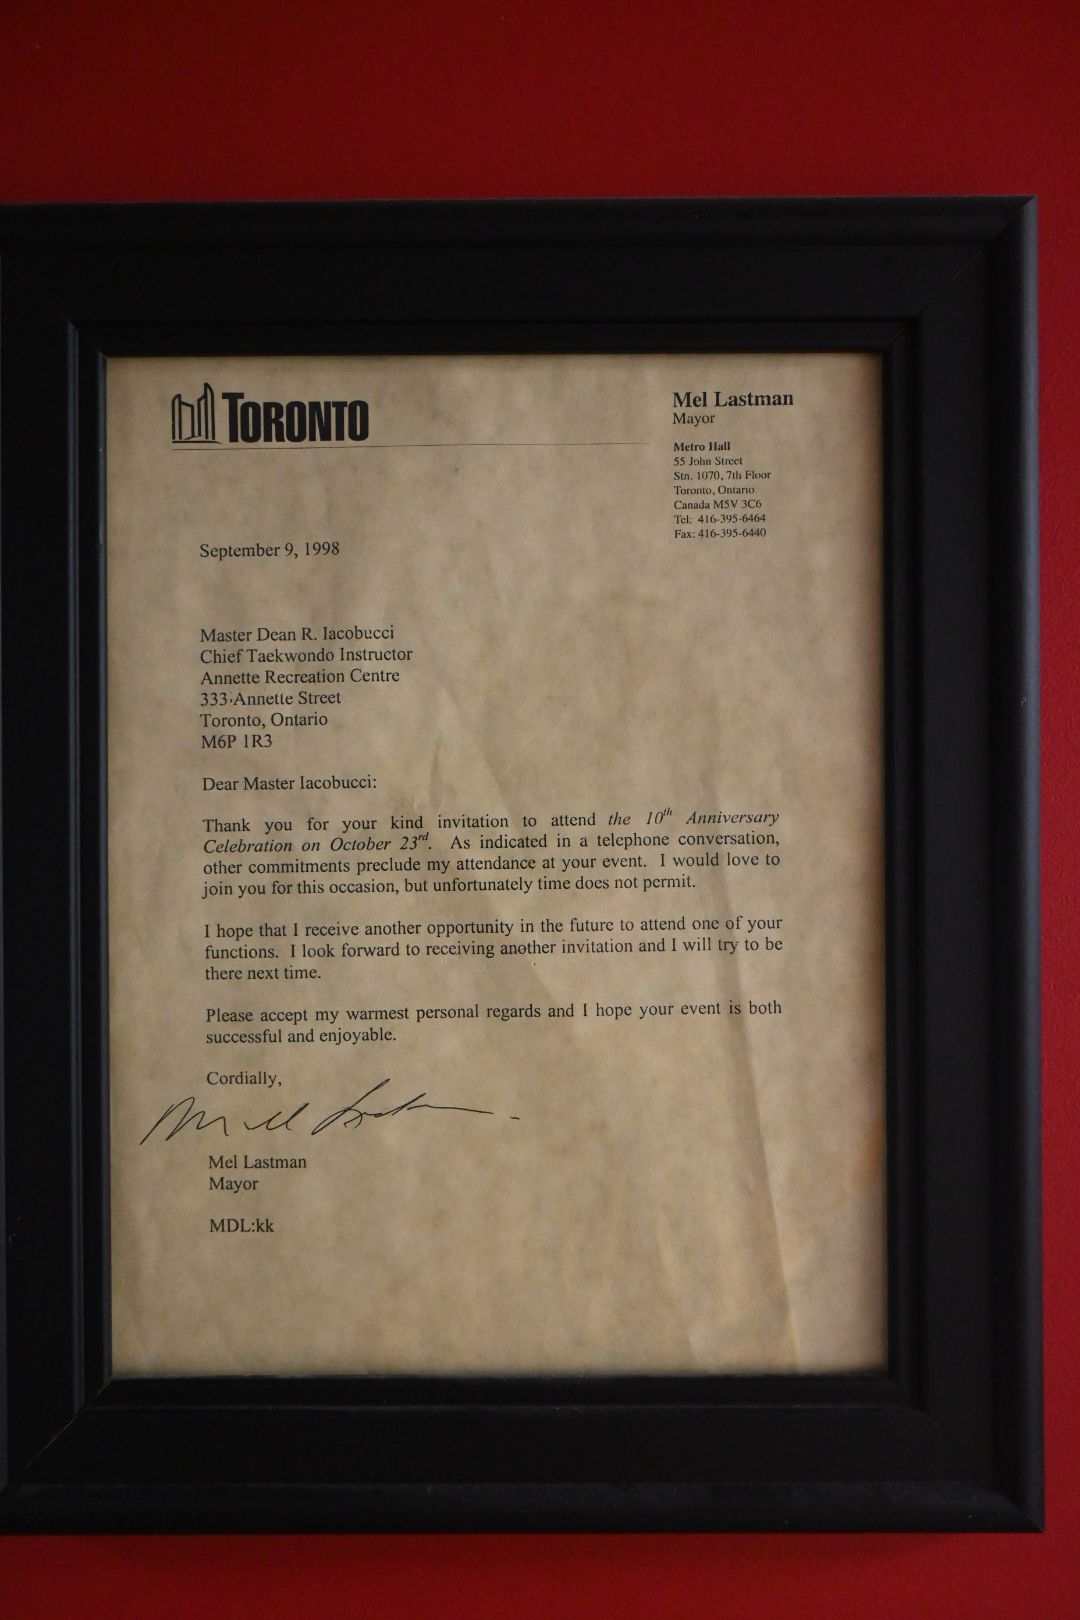 TORONTO
Mel Lastman
Mayor
Metro Hall
55 John Street
Stn. 1070, 7th Floor
Toronto, Ontario
Canada M5V 3C6
Tel: 416-395-6464
Fax: 416-395-6440
September 9, 1998
Master Dean R. Iacobucci
Chief Taekwondo Instructor
Annette Recreation Centre
333 Annette Street
Toronto, Ontario
M6P 1R3
Dear Master Iacobucci:
Thank you for your kind invitation to attend the 10th Anniversary
Celebration on October 23rd. As indicated in a telephone conversation,
other commitments preclude my attendance at your event. I would love to
join you for this occasion, but unfortunately time does not permit.
I hope that I receive another opportunity in the future to attend one of your
functions. I look forward to receiving another invitation and I will try to be
there next time.
Please accept my warmest personal regards and I hope your event is both
successful and enjoyable.
Cordially,
Mel Lastman
Mel Lastman
Mayor
MDL:kk